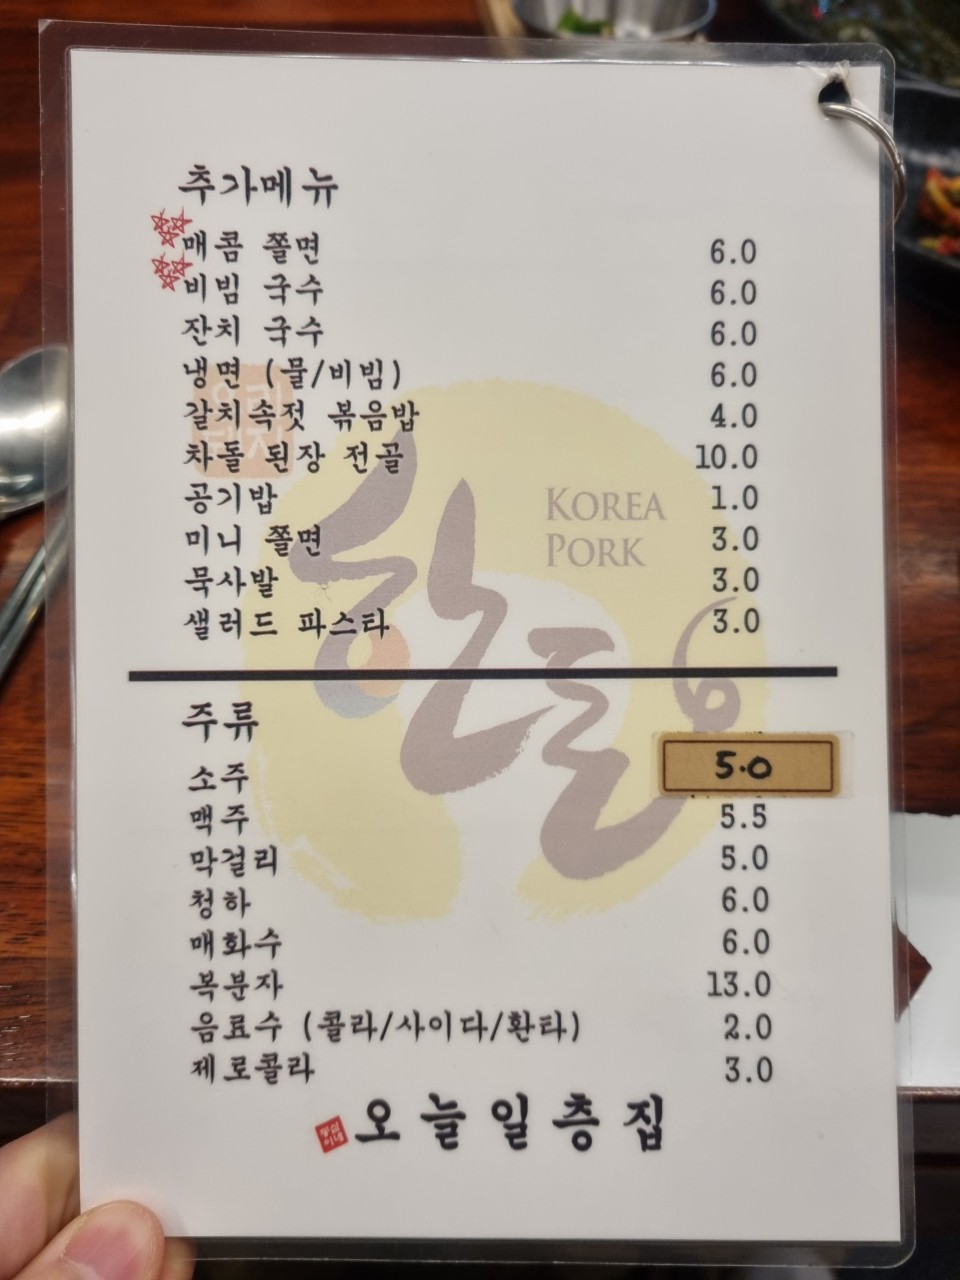 추가메뉴
매콤 쫄면 6.0
비빔 국수 6.0
잔치 국수 6.0
냉면 (물/비빔) 6.0
갈치속젓 볶음밥 4.0
차돌 된장 전골 10.0
공기밥 1.0
미니 쫄면 3.0
묵사발 3.0
샐러드 파스타 3.0
KOREA
PORK
한돈
주류
소주 5.0
맥주 5.5
막걸리 5.0
청하 6.0
매화수 6.0
복분자 13.0
음료수 (콜라/사이다/환타) 2.0
제로콜라 3.0
오늘일층집